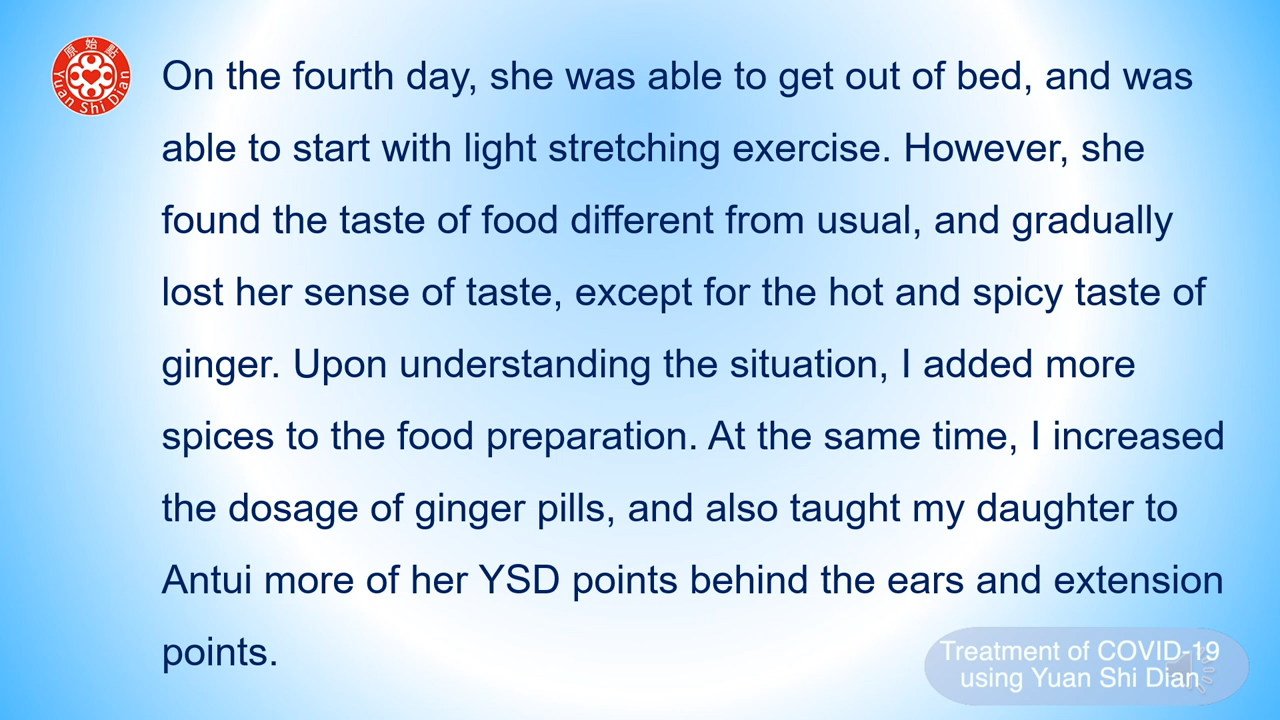 原始點
Yuan Shi Dian
On the fourth day, she was able to get out of bed, and was
able to start with light stretching exercise. However, she
found the taste of food different from usual, and gradually
lost her sense of taste, except for the hot and spicy taste of
ginger. Upon understanding the situation, I added more
spices to the food preparation. At the same time, I increased
the dosage of ginger pills, and also taught my daughter to
Antui more of her YSD points behind the ears and extension
points.
Treatment of COVID-19
using Yuan Shi Dian